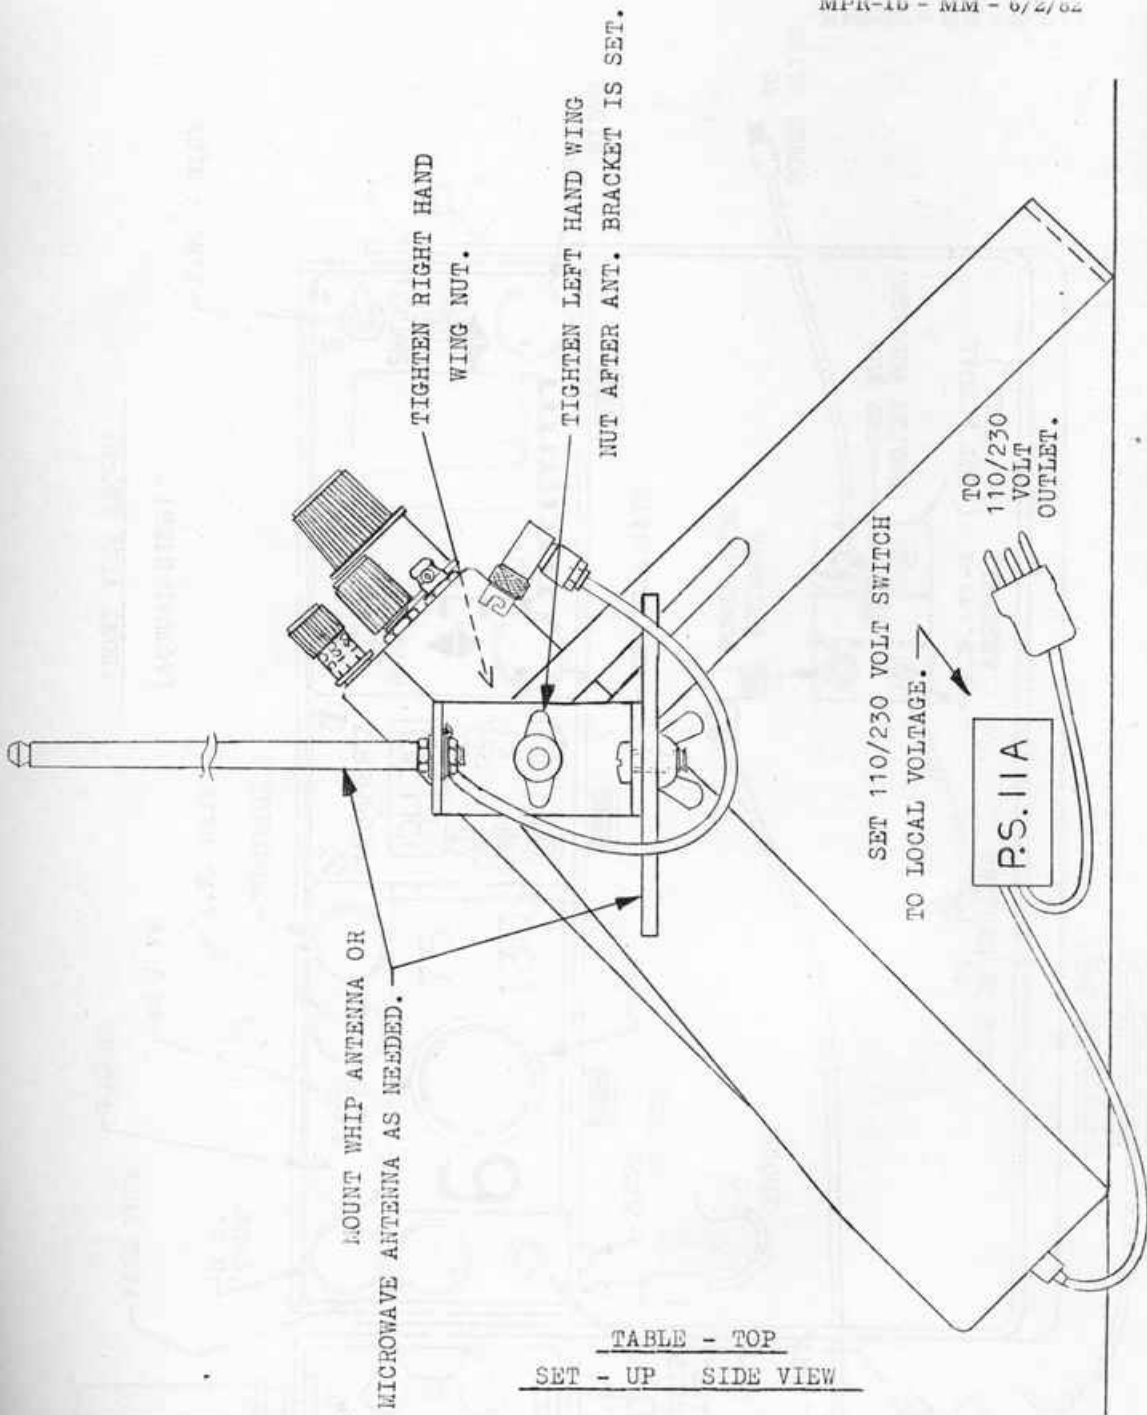 MPR-1B - MM - 6/2/82
TIGHTEN RIGHT HAND
WING NUT.
TIGHTEN LEFT HAND WING
NUT AFTER ANT. BRACKET IS SET.
MOUNT WHIP ANTENNA OR
MICROWAVE ANTENNA AS NEEDED.
SET 110/230 VOLT SWITCH
TO LOCAL VOLTAGE.
TO
110/230
VOLT
OUTLET.
P.S. 11A
TABLE - TOP
SET - UP SIDE VIEW